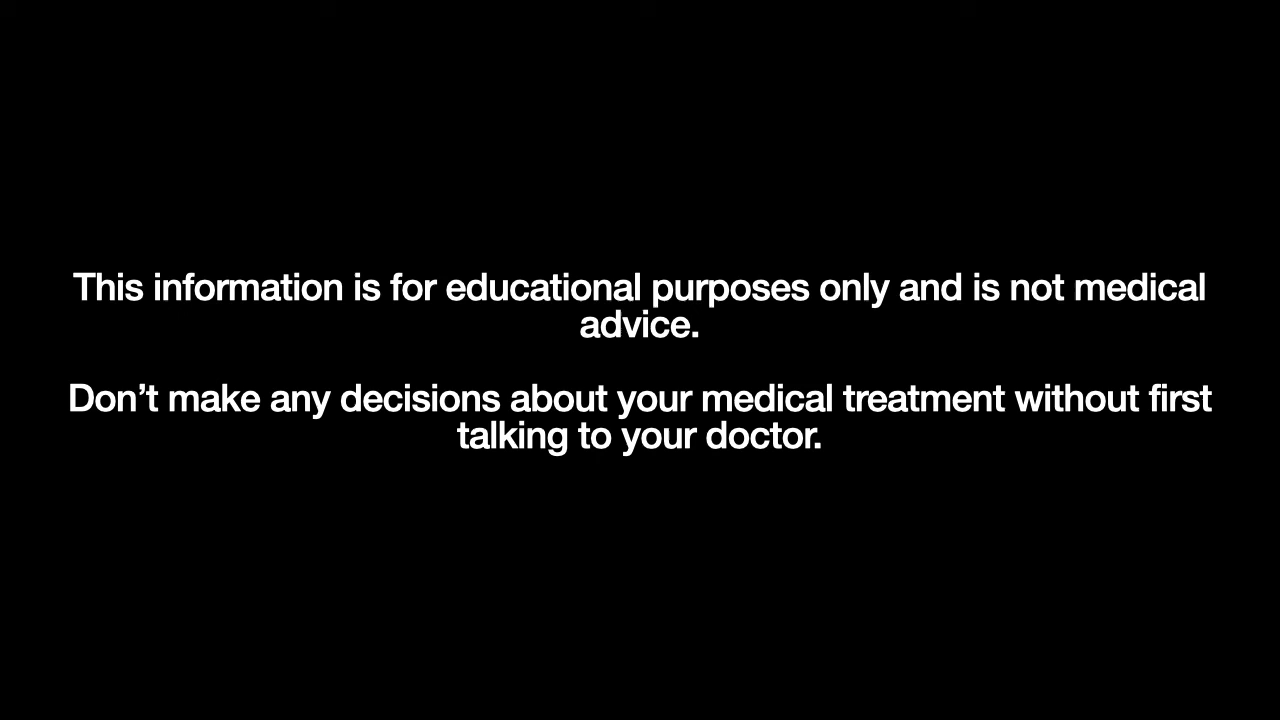 This information is for educational purposes only and is not medical
advice.
Don’t make any decisions about your medical treatment without first
talking to your doctor.